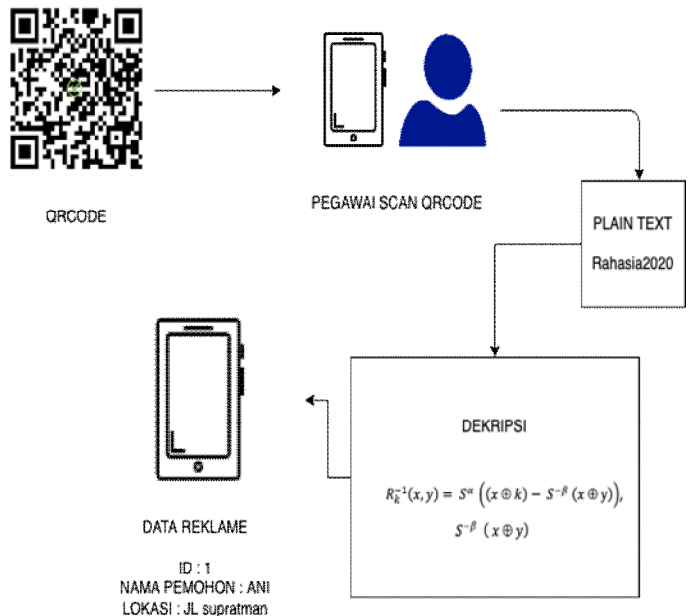 QRCODE
PEGAWAI SCAN QRCODE
PLAIN TEXT
Rahasia2020
DEKRIPSI
R_k^{-1}(x, y) = S^α ((x ⊕ k) − S^{-β} (x ⊕ y)),
S^{-β} (x ⊕ y)
DATA REKLAME
ID : 1
NAMA PEMOHON : ANI
LOKASI : JL supratman